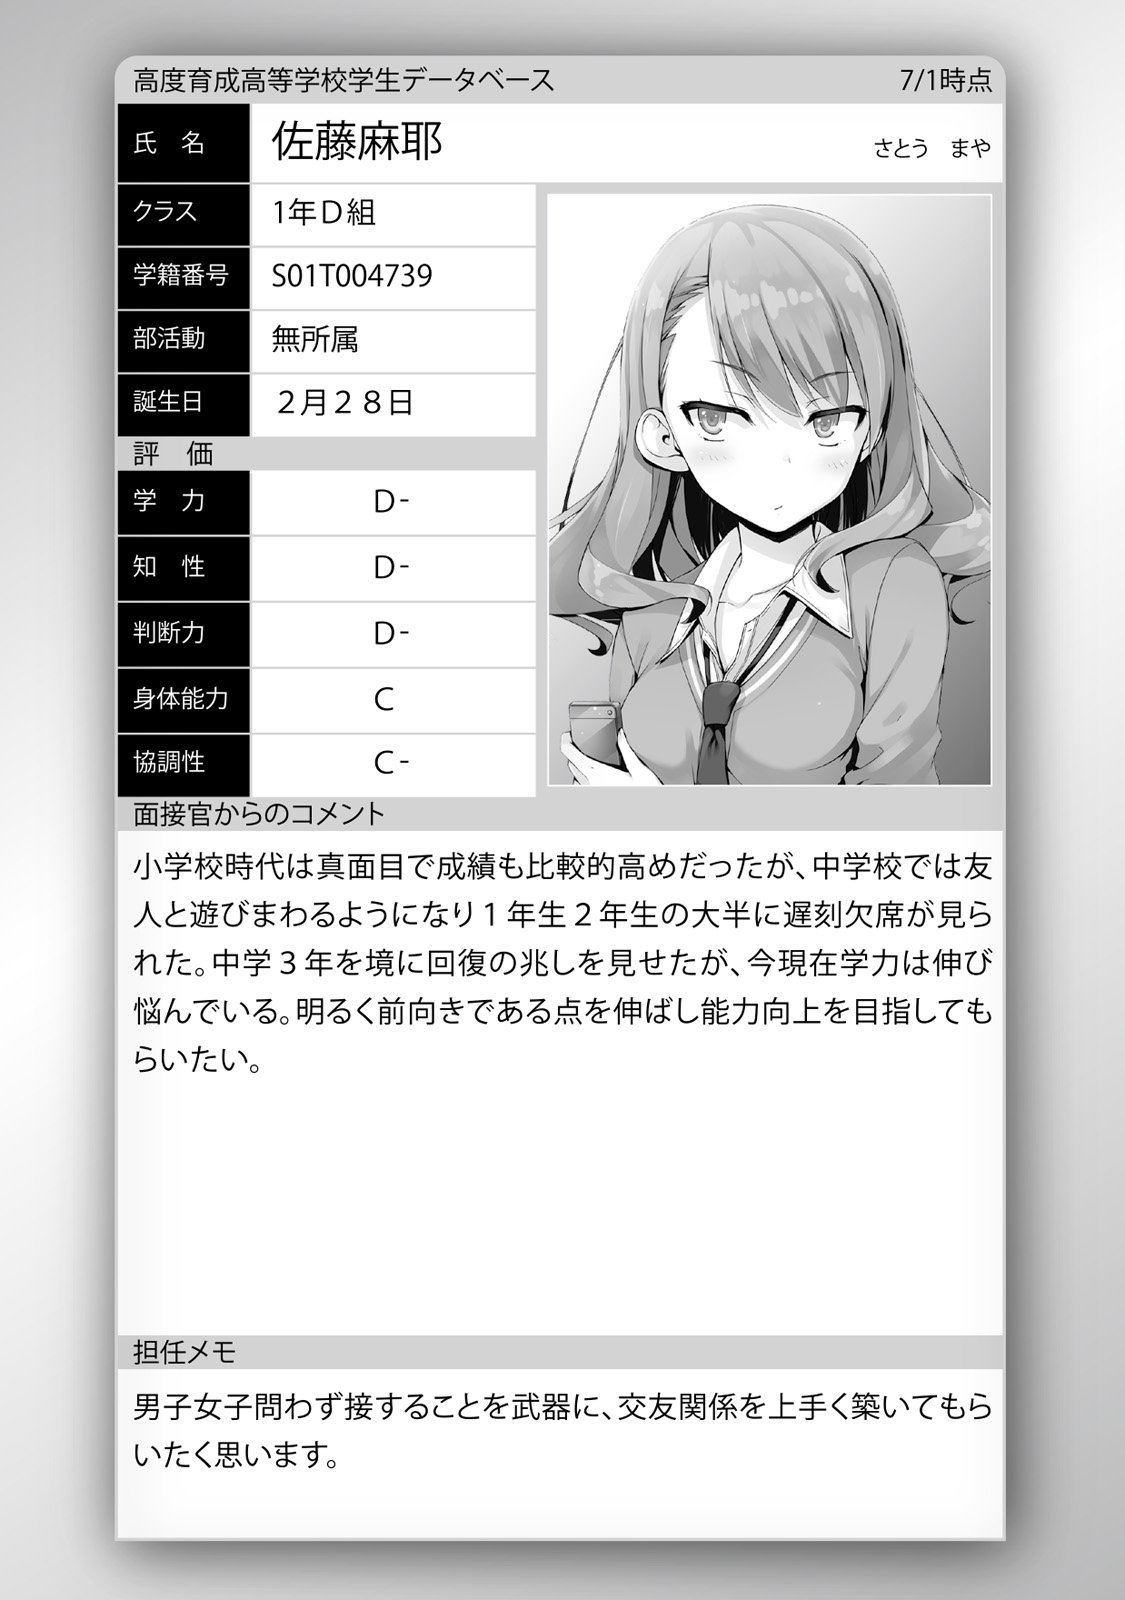 高度育成高等学校学生データベース 7/1時点
氏 名 佐藤麻耶 さとう まや
クラス 1年D組
学籍番号 S01T004739
部活動 無所属
誕生日 2月28日
評 価
学 力 D-
知 性 D-
判断力 D-
身体能力 C
協調性 C-
面接官からのコメント
小学校時代は真面目で成績も比較的高めだったが、中学校では友
人と遊びまわるようになり1年生2年生の大半に遅刻欠席が見ら
れた。中学3年を境に回復の兆しを見せたが、今現在学力は伸び
悩んでいる。明るく前向きである点を伸ばし能力向上を目指しても
らいたい。
担任メモ
男子女子問わず接することを武器に、交友関係を上手く築いてもら
いたく思います。